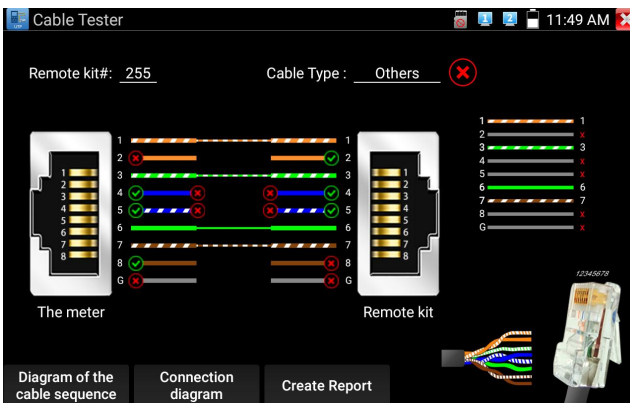 Cable Tester
1
2
11:49 AM
Remote kit#: 255
Cable Type : Others
1 1
2 2
3 3
4 4
5 5
6 6
7 7
8 8
G G
1
2
3
4
5
6
7
8
1
2
3
4
5
6
7
8
The meter
Remote kit
1 1
2 x
3 3
4 x
5 x
6 6
7 7
8 x
G x
12345678
Diagram of the
cable sequence
Connection
diagram
Create Report